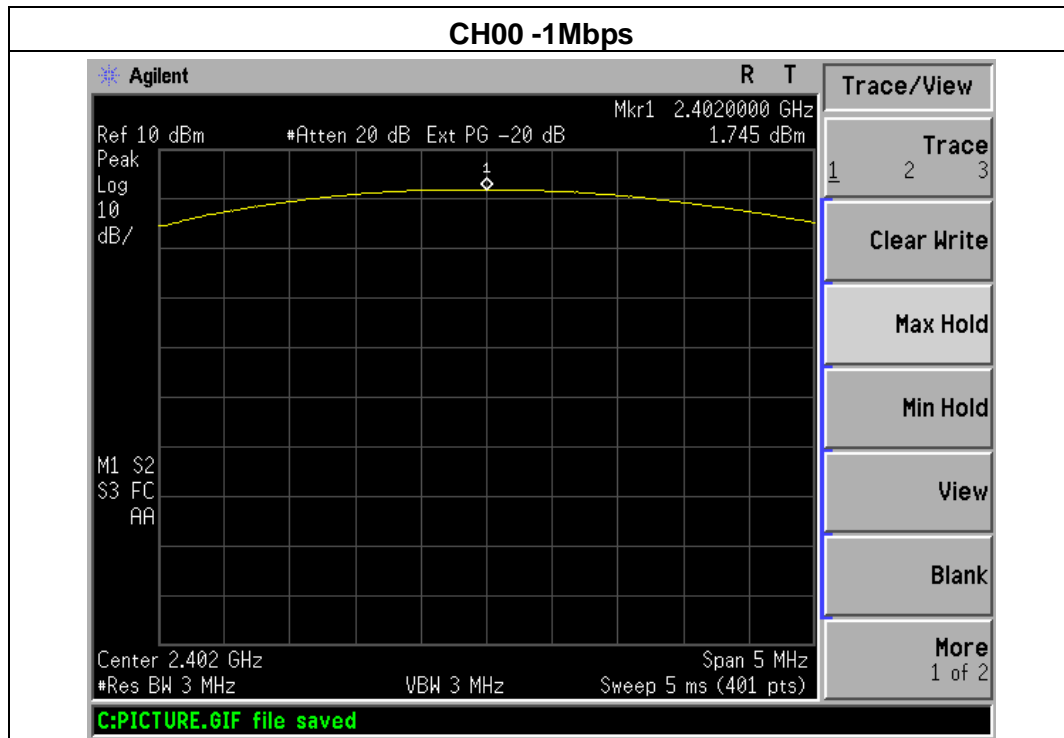 CH00 -1Mbps
Agilent R T
Mkr1 2.4020000 GHz
Ref 10 dBm #Atten 20 dB Ext PG -20 dB 1.745 dBm
Peak
Log
10
dB/
1
M1 S2
S3 FC
AA
Center 2.402 GHz Span 5 MHz
#Res BW 3 MHz VBW 3 MHz Sweep 5 ms (401 pts)
C:PICTURE.GIF file saved
Trace/View
Trace
1 2 3
Clear Write
Max Hold
Min Hold
View
Blank
More
1 of 2